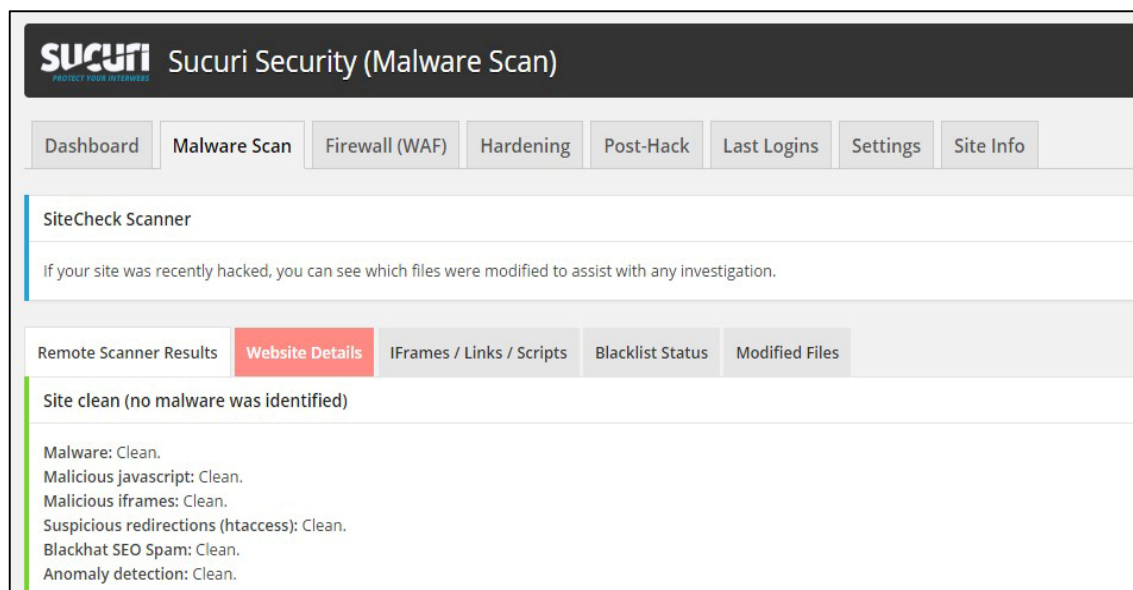 SUCURI
PROTECT YOUR INTERWEBS
Sucuri Security (Malware Scan)
Dashboard Malware Scan Firewall (WAF) Hardening Post-Hack Last Logins Settings Site Info
SiteCheck Scanner
If your site was recently hacked, you can see which files were modified to assist with any investigation.
Remote Scanner Results Website Details IFrames / Links / Scripts Blacklist Status Modified Files
Site clean (no malware was identified)
Malware: Clean.
Malicious javascript: Clean.
Malicious iframes: Clean.
Suspicious redirections (htaccess): Clean.
Blackhat SEO Spam: Clean.
Anomaly detection: Clean.